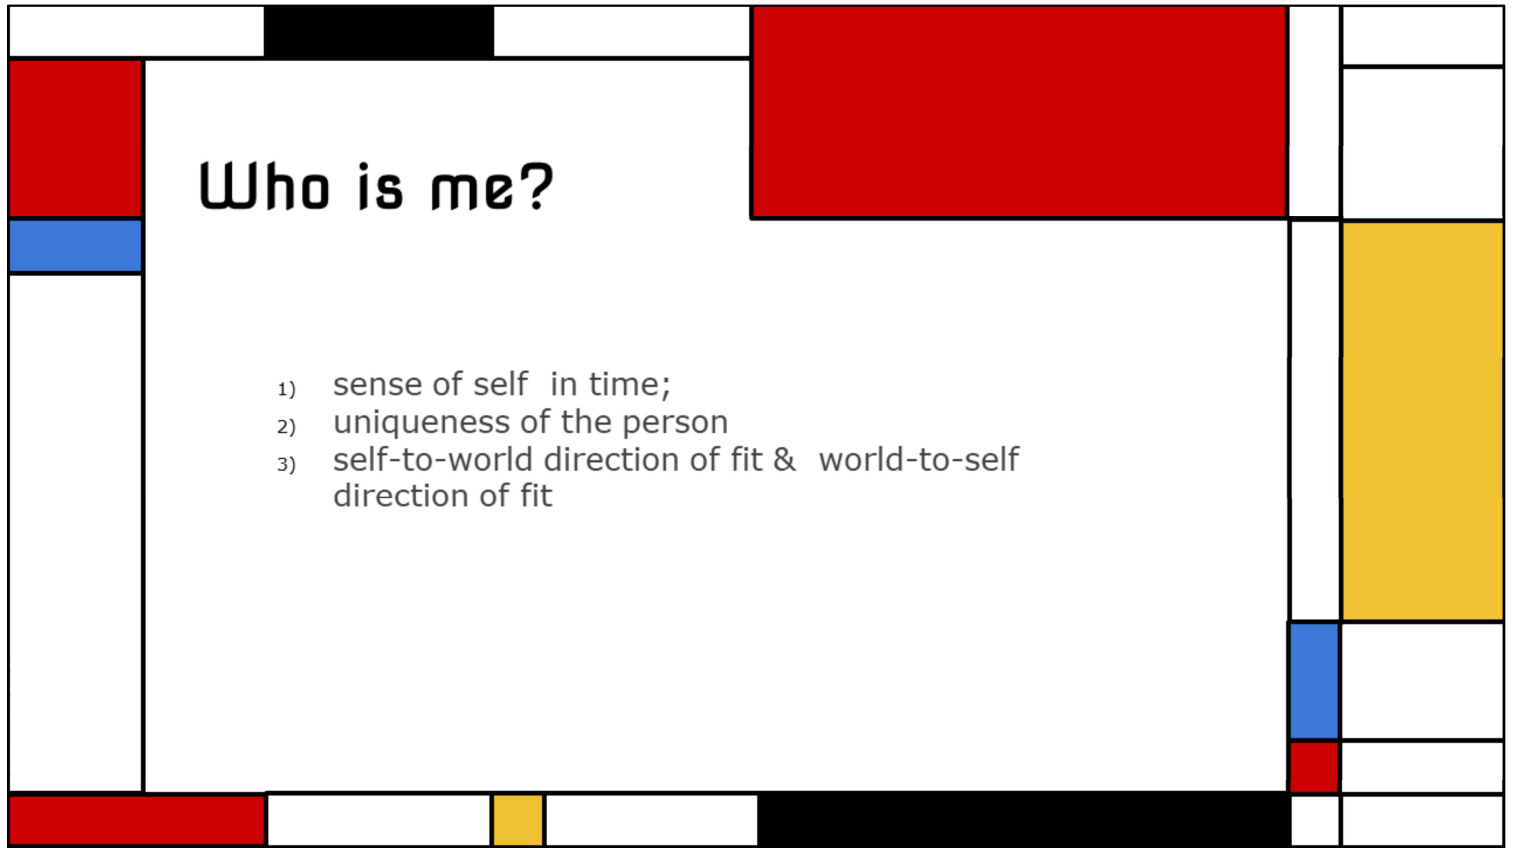 Who is me?
1) sense of self  in time;
2) uniqueness of the person
3) self-to-world direction of fit &  world-to-self
direction of fit